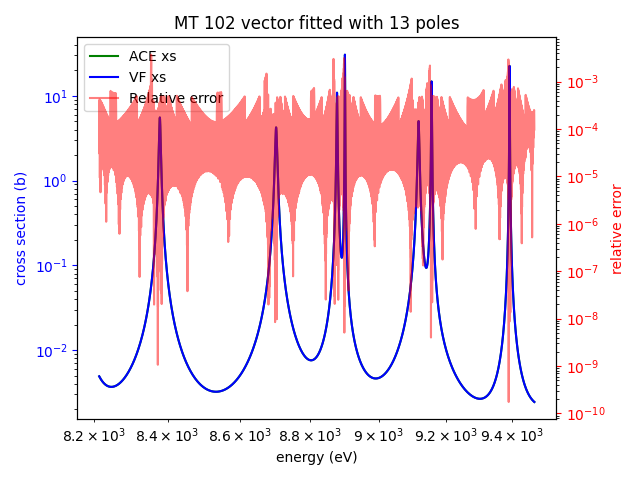 MT 102 vector fitted with 13 poles
ACE xs
VF xs
Relative error
10¹
10⁰
10⁻¹
10⁻²
cross section (b)
10⁻³
10⁻⁴
10⁻⁵
10⁻⁶
10⁻⁷
10⁻⁸
10⁻⁹
10⁻¹⁰
relative error
8.2 × 10³ 8.4 × 10³ 8.6 × 10³ 8.8 × 10³ 9 × 10³ 9.2 × 10³ 9.4 × 10³
energy (eV)